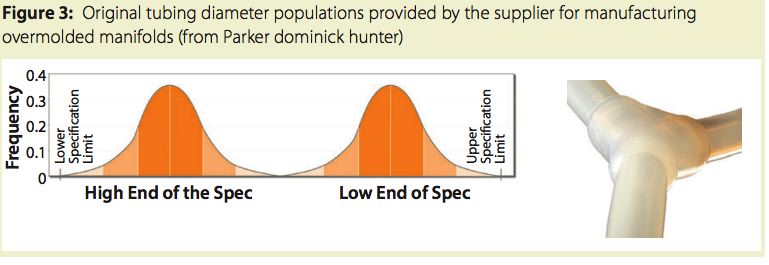 Figure 3: Original tubing diameter populations provided by the supplier for manufacturing
overmolded manifolds (from Parker dominick hunter)
Frequency
0.4
0.3
0.2
0.1
0
Lower
Specification
Limit
Upper
Specification
Limit
High End of the Spec
Low End of Spec